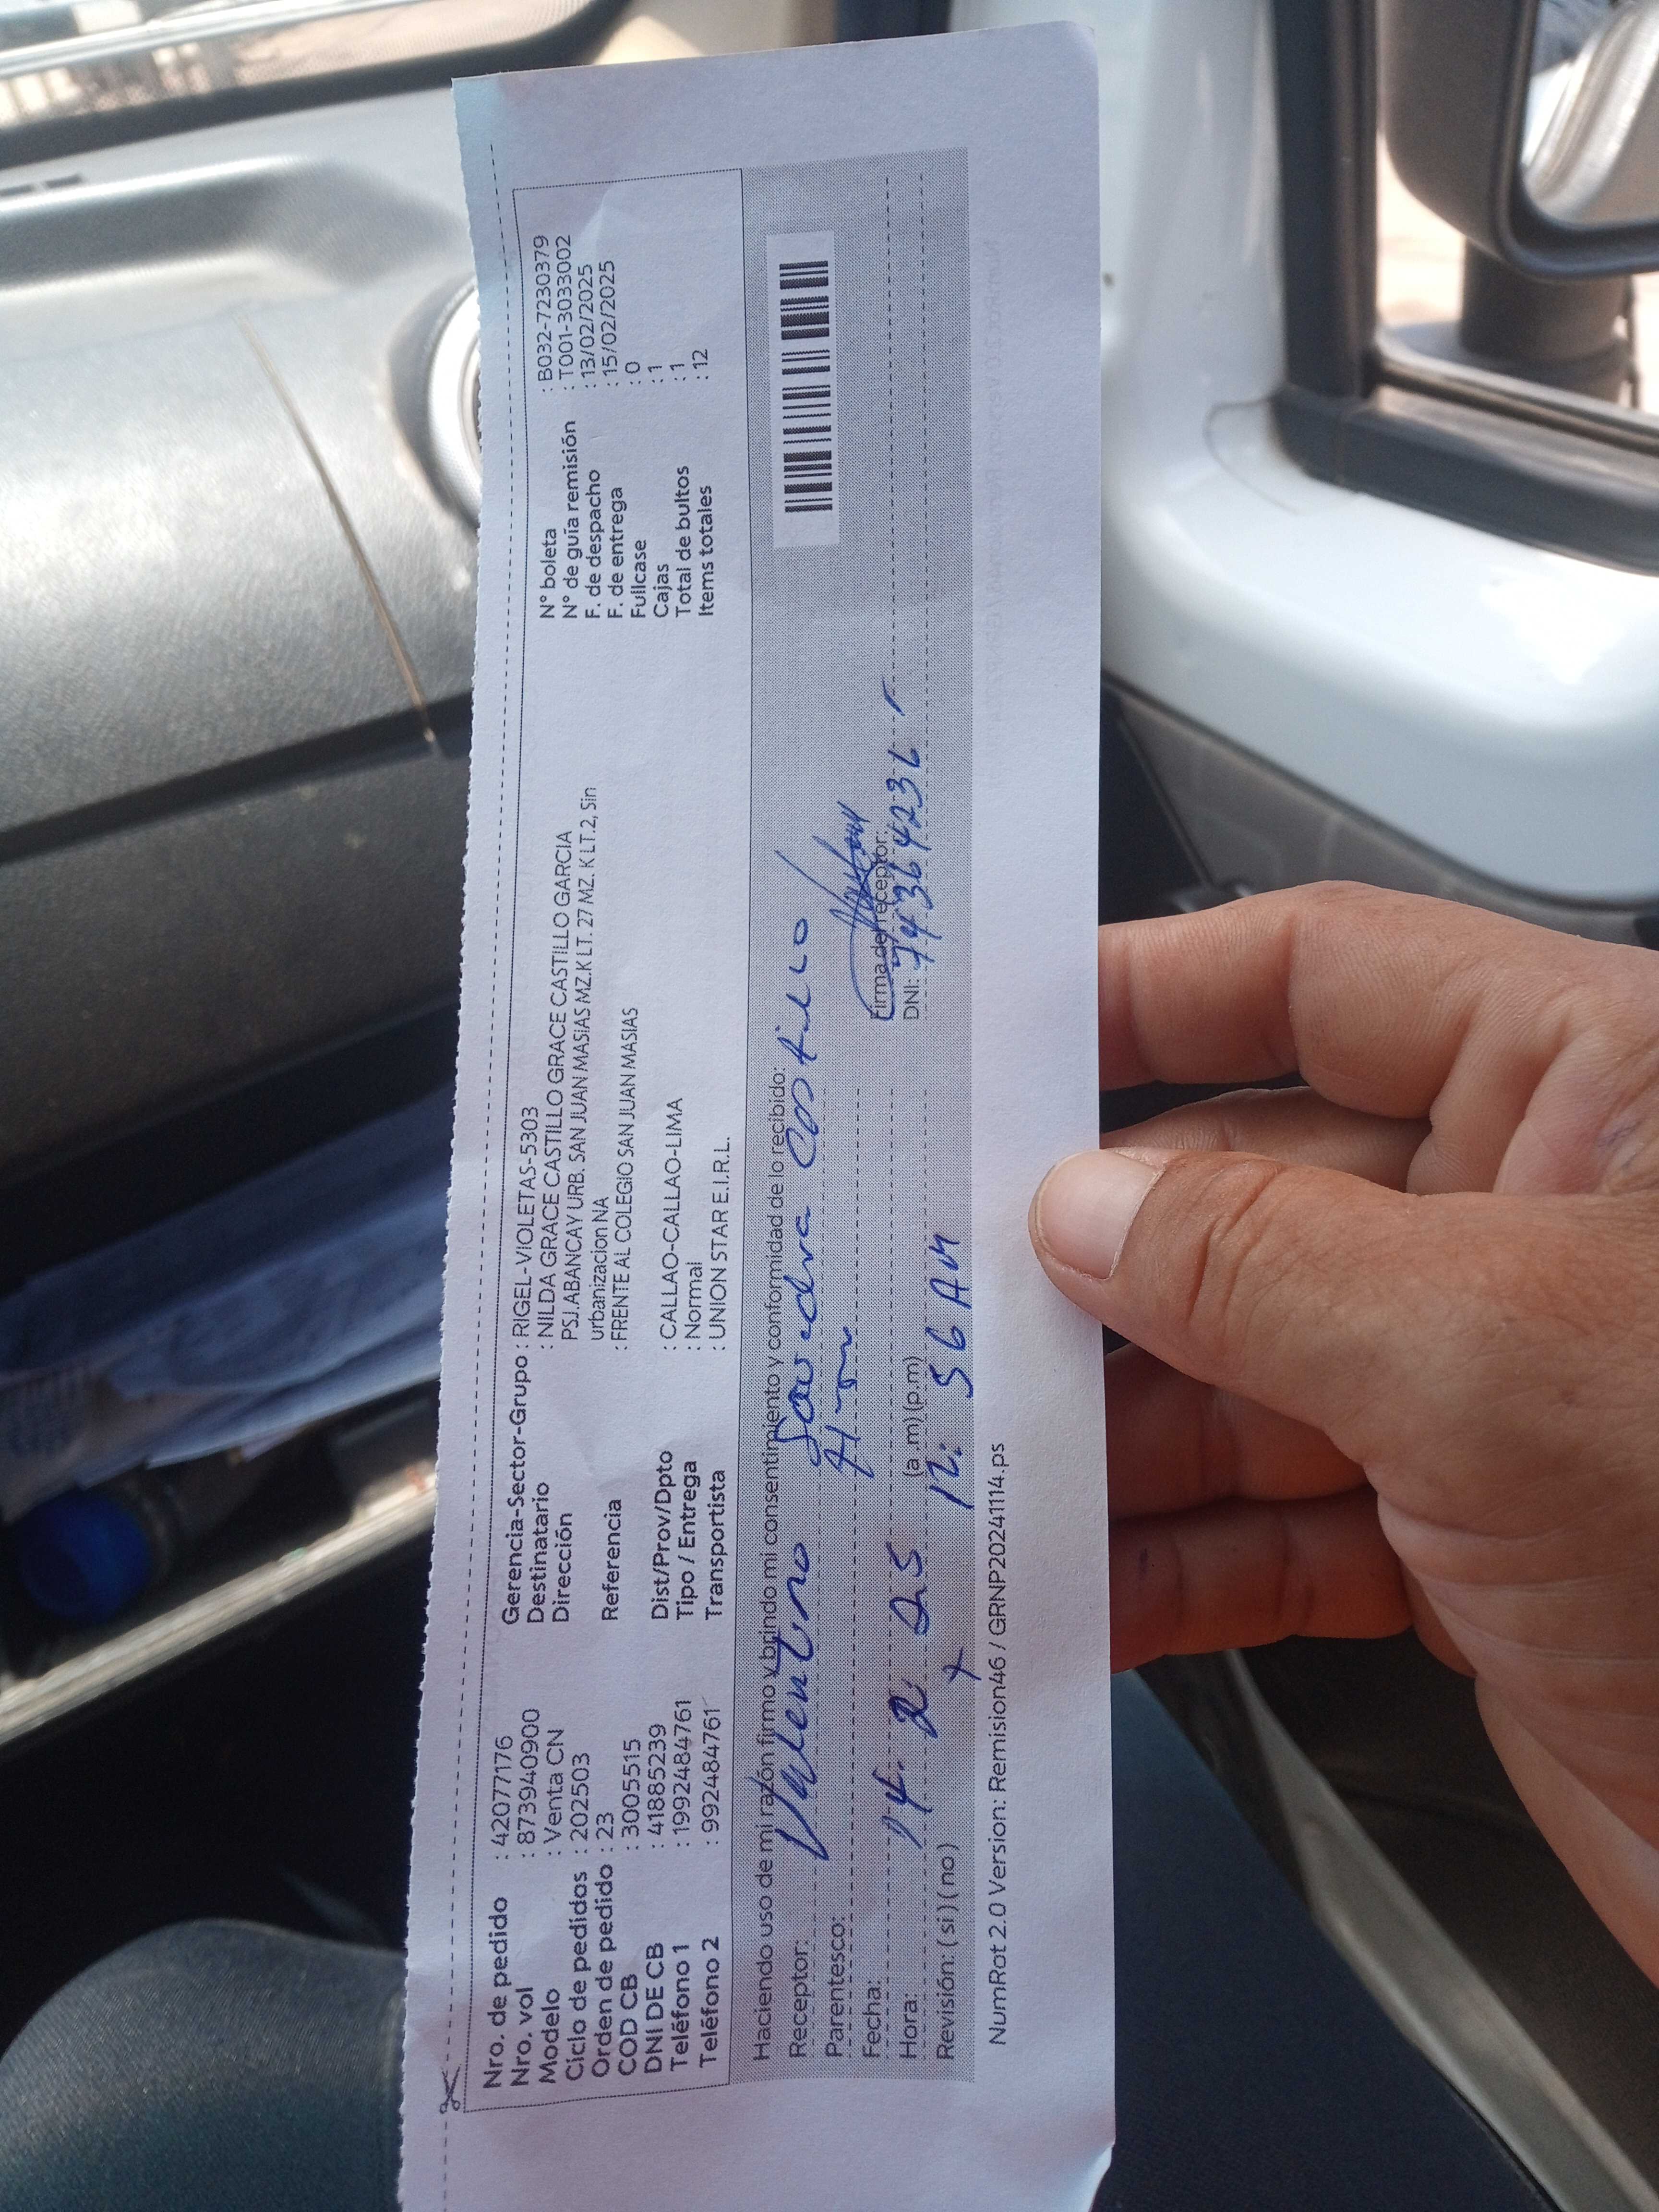 Nro. de pedido : 42077176
Nro. vol : 873940900
Modelo : Venta CN
Ciclo de pedidos : 202503
Orden de pedido : 23
COD CB : 3005515
DNI DE CB : 41885239
Teléfono 1 : 1992484761
Teléfono 2 : 992484761
Gerencia-Sector-Grupo : RIGEL-VIOLETAS-5303
Destinatario : NILDA GRACE CASTILLO GRACE CASTILLO GARCIA
Dirección PSJ.ABANCAY URB. SAN JUAN MASIAS MZ.K LT. 27 MZ. K LT.2, Sin
urbanizacion NA
Referencia : FRENTE AL COLEGIO SAN JUAN MASIAS
Dist/Prov/Dpto : CALLAO-CALLAO-LIMA
Tipo / Entrega : Normal
Transportista : UNION STAR E.I.R.L.
N° boleta : B032-7230379
N° de guía remisión : T001-3033002
F. de despacho : 13/02/2025
F. de entrega : 15/02/2025
Fullcase : 0
Cajas : 1
Total de bultos : 1
Items totales : 12
Haciendo uso de mi razón firmo y brindo mi consentimiento y conformidad de lo recibido:
Receptor: Valentino Castillo
Parentesco:
Fecha: 14. 2. 25
Hora: (a.m) (p.m) 12:56 AM
Revisión: ( si ) ( no )
Firma del receptor:
DNI:
NumRot 2.0 Version: Remision46 / GRNP20241114.ps